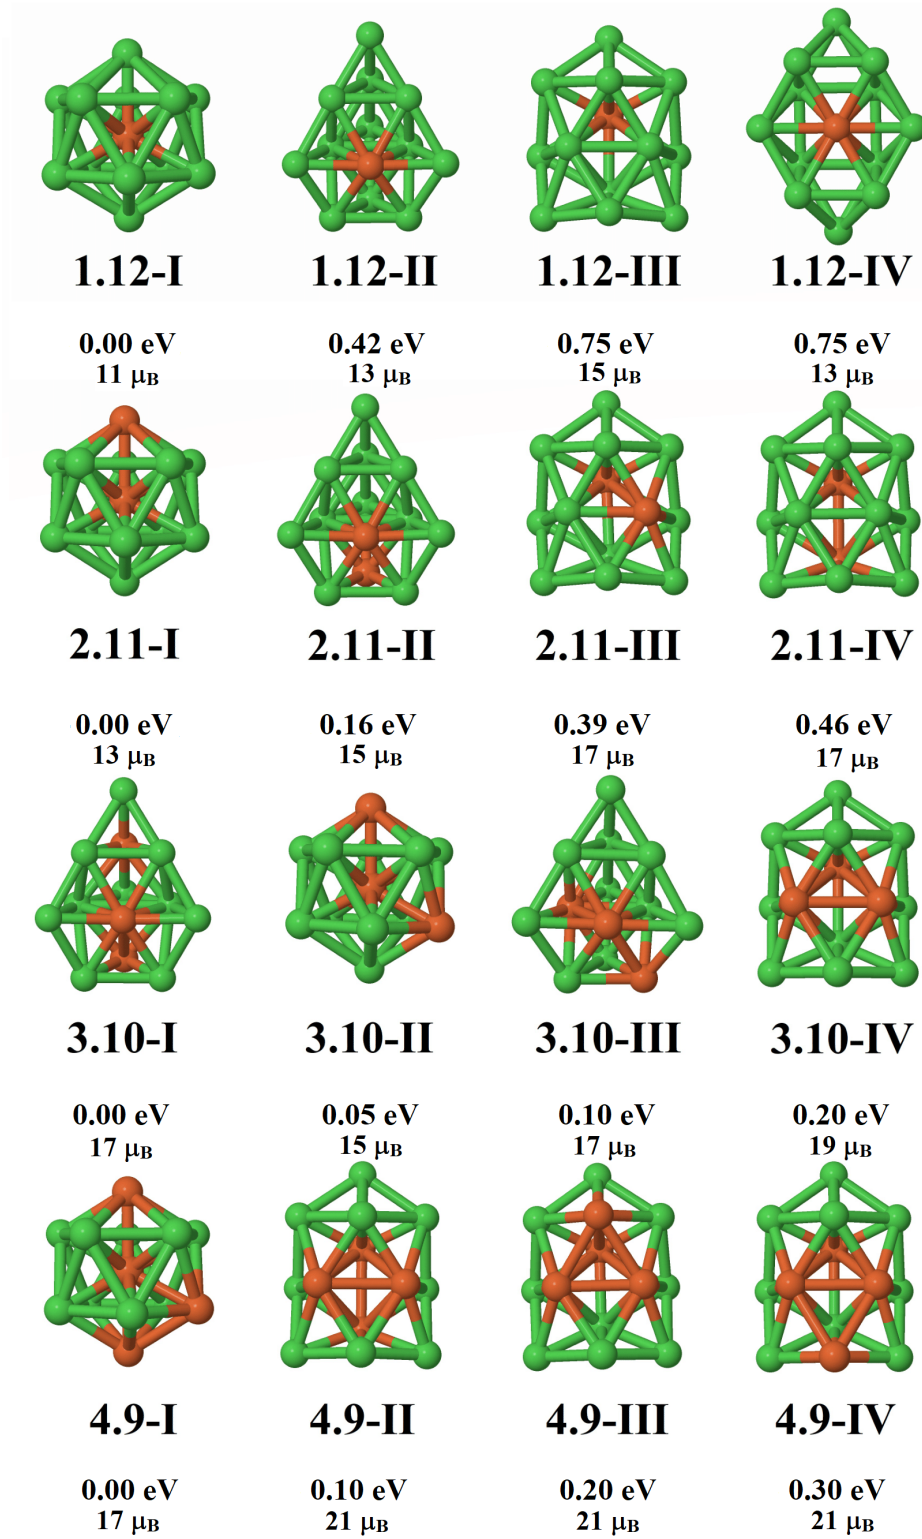 1.12-I 1.12-II 1.12-III 1.12-IV
0.00 eV 0.42 eV 0.75 eV 0.75 eV
11 μB 13 μB 15 μB 13 μB
2.11-I 2.11-II 2.11-III 2.11-IV
0.00 eV 0.16 eV 0.39 eV 0.46 eV
13 μB 15 μB 17 μB 17 μB
3.10-I 3.10-II 3.10-III 3.10-IV
0.00 eV 0.05 eV 0.10 eV 0.20 eV
17 μB 15 μB 17 μB 19 μB
4.9-I 4.9-II 4.9-III 4.9-IV
0.00 eV 0.10 eV 0.20 eV 0.30 eV
17 μB 21 μB 21 μB 21 μB